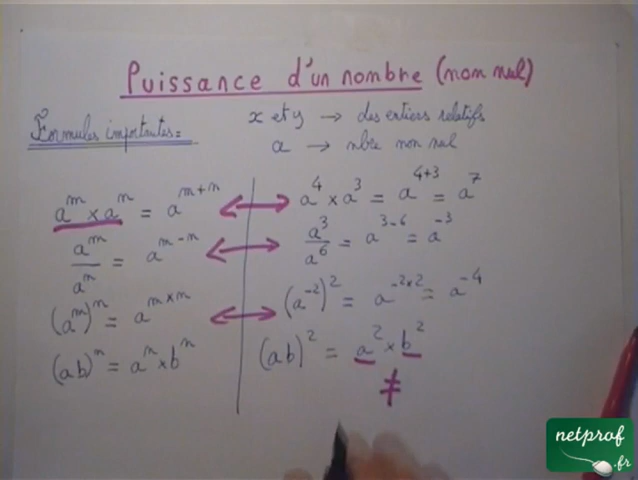 Puissance d'un nombre (non nul)
Formules importantes:
x et y → des entiers relatifs
a → nbre non nul
a^m × a^n = a^{m+n} ↔ a^4 × a^3 = a^{4+3} = a^7
a^m/a^n = a^{m-n} ↔ a^3/a^6 = a^{3-6} = a^{-3}
(a^m)^n = a^{m×n} ↔ (a^{-2})^2 = a^{-2×2} = a^{-4}
(ab)^n = a^n × b^n
(ab)^2 = a^2 × b^2
≠
netprof
.fr